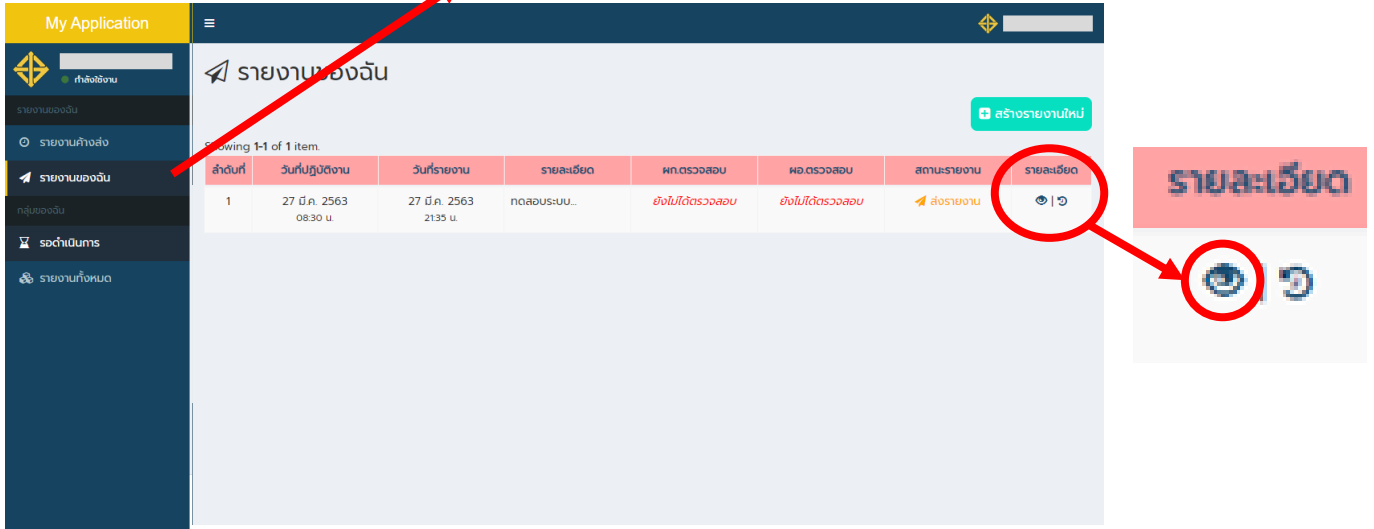 My Application
กำลังใช้งาน
รายงานของฉัน
รายงานค้างส่ง
รายงานของฉัน
กลุ่มของฉัน
รอดำเนินการ
รายงานทั้งหมด
รายงานของฉัน
สร้างรายงานใหม่
Showing 1-1 of 1 item.
ลำดับที่ วันที่ปฏิบัติงาน วันที่รายงาน รายละเอียด ผก.ตรวจสอบ ผอ.ตรวจสอบ สถานะรายงาน รายละเอียด
1 27 มี.ค. 2563 27 มี.ค. 2563 ทดสอบระบบ... ยังไม่ได้ตรวจสอบ ยังไม่ได้ตรวจสอบ ส่งรายงาน |
08:30 น. 21:35 น.
รายละเอียด
|